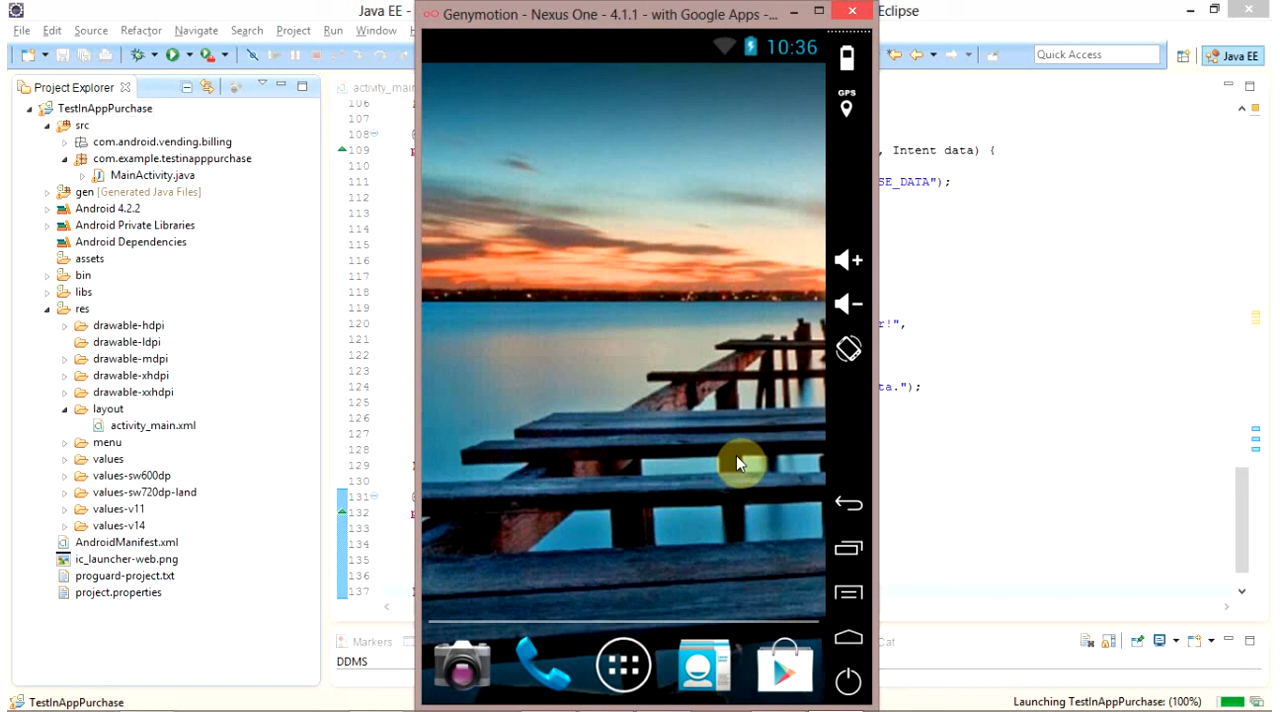 Java EE -
Genymotion - Nexus One - 4.1.1 - with Google Apps -...
Eclipse
File Edit Source Refactor Navigate Search Project Run Window
Quick Access
Java EE
10:36
GPS
Project Explorer
activity_mai
TestInAppPurchase
src
com.android.vending.billing
com.example.testinapppurchase
MainActivity.java
gen [Generated Java Files]
Android 4.2.2
Android Private Libraries
Android Dependencies
assets
bin
libs
res
drawable-hdpi
drawable-ldpi
drawable-mdpi
drawable-xhdpi
drawable-xxhdpi
layout
activity_main.xml
menu
values
values-sw600dp
values-sw720dp-land
values-v11
values-v14
AndroidManifest.xml
ic_launcher-web.png
proguard-project.txt
project.properties
106
107
108
109 , Intent data) {
110
111 SE_DATA");
112
113
114
115
116
117
118
119
120 r!",
121
122
123
124 ta.");
125
126
127
128
129
130
131
132
133
134
135
136
137
Markers
Cat
DDMS
TestInAppPurchase
Launching TestInAppPurchase: (100%)